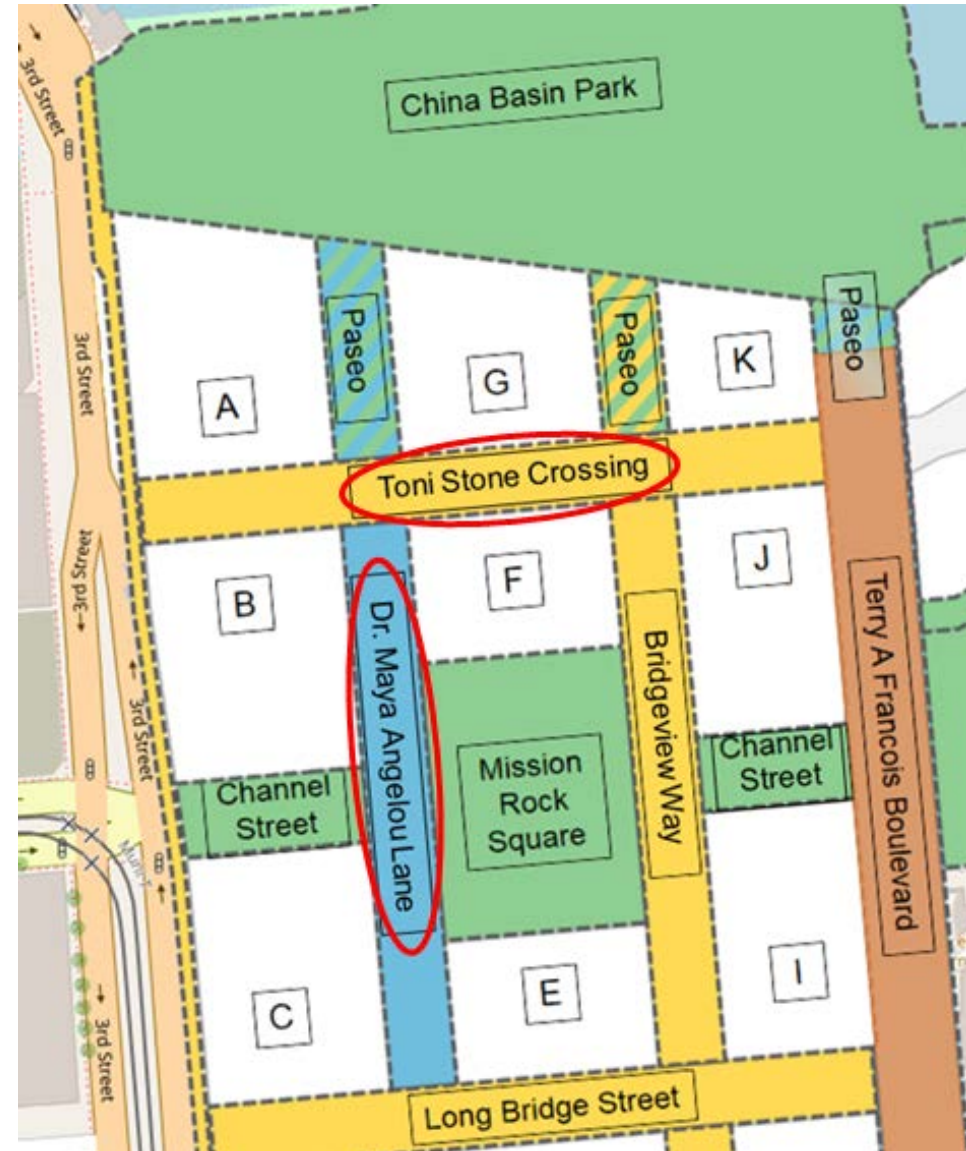 3rd Street
China Basin Park
Paseo
Paseo
Paseo
3rd Street
A
G
K
Toni Stone Crossing
3rd Street
B
F
J
Dr. Maya Angelou Lane
Bridgeview Way
Terry A Francois Boulevard
3rd Street
Channel
Street
Mission
Rock
Square
Channel
Street
C
E
I
3rd Street
Long Bridge Street